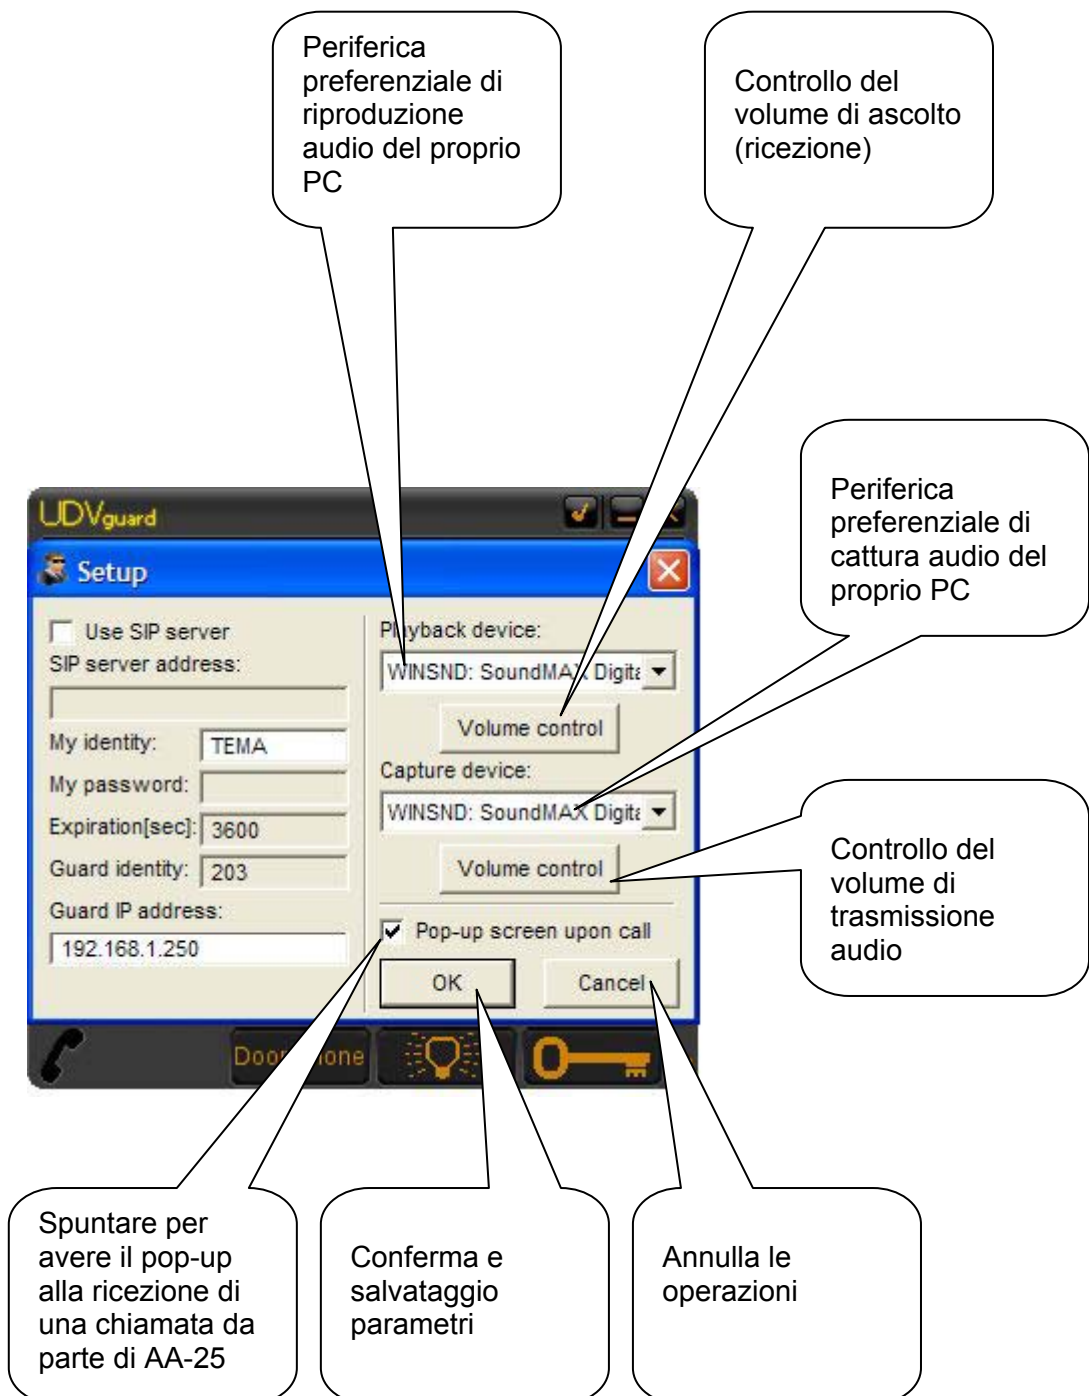 Periferica
preferenziale di
riproduzione
audio del proprio
PC
Controllo del
volume di ascolto
(ricezione)
Periferica
preferenziale di
cattura audio del
proprio PC
UDVguard
Setup
Use SIP server
SIP server address:
My identity: TEMA
My password:
Expiration[sec]: 3600
Guard identity: 203
Guard IP address:
192.168.1.250
Playback device:
WINSND: SoundMAX Digita
Volume control
Capture device:
WINSND: SoundMAX Digita
Volume control
Pop-up screen upon call
OK Cancel
Controllo del
volume di
trasmissione
audio
Spuntare per
avere il pop-up
alla ricezione di
una chiamata da
parte di AA-25
Conferma e
salvataggio
parametri
Annulla le
operazioni